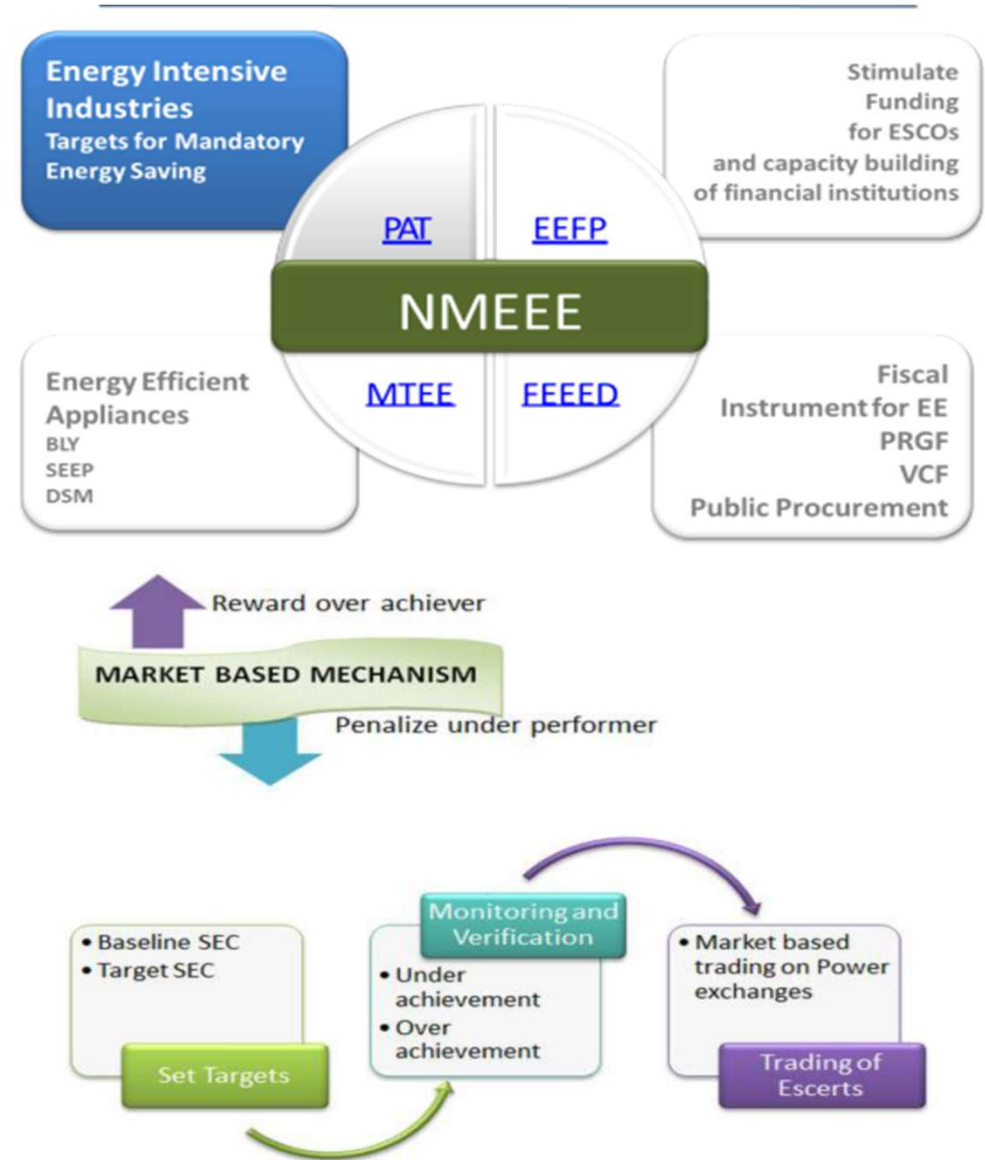 Energy Intensive
Industries
Targets for Mandatory
Energy Saving
Stimulate
Funding
for ESCOs
and capacity building
of financial institutions
PAT
EEFP
NMEEE
MTEE
FEEED
Energy Efficient
Appliances
BLY
SEEP
DSM
Fiscal
Instrument for EE
PRGF
VCF
Public Procurement
Reward over achiever
MARKET BASED MECHANISM
Penalize under performer
• Baseline SEC
• Target SEC
Set Targets
Monitoring and
Verification
• Under
achievement
• Over
achievement
• Market based
trading on Power
exchanges
Trading of
Escerts